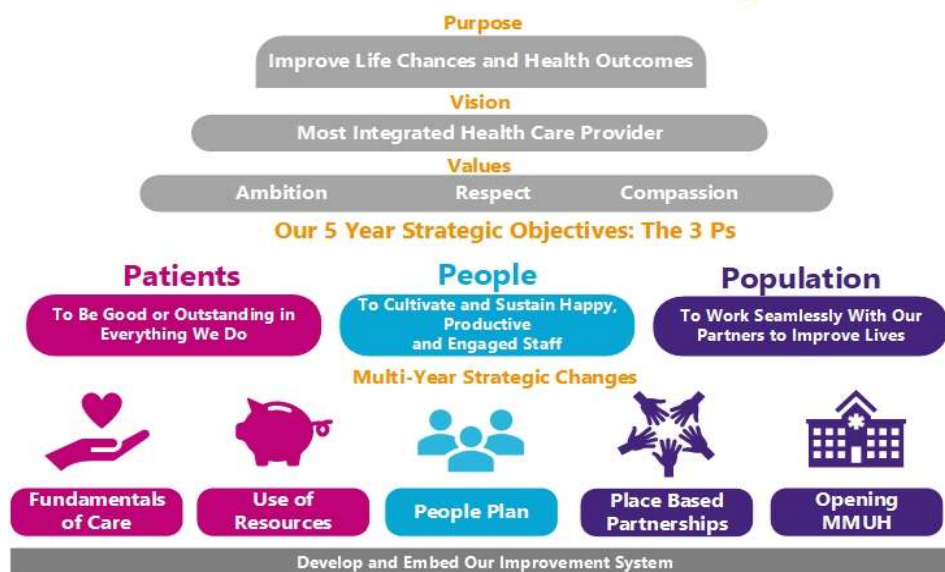 Purpose
Improve Life Chances and Health Outcomes
Vision
Most Integrated Health Care Provider
Values
Ambition Respect Compassion
Our 5 Year Strategic Objectives: The 3 Ps
Patients People Population
To Be Good or Outstanding in
Everything We Do
To Cultivate and Sustain Happy,
Productive
and Engaged Staff
To Work Seamlessly With Our
Partners to Improve Lives
Multi-Year Strategic Changes
Fundamentals
of Care
Use of
Resources
People Plan
Place Based
Partnerships
Opening
MMUH
Develop and Embed Our Improvement System